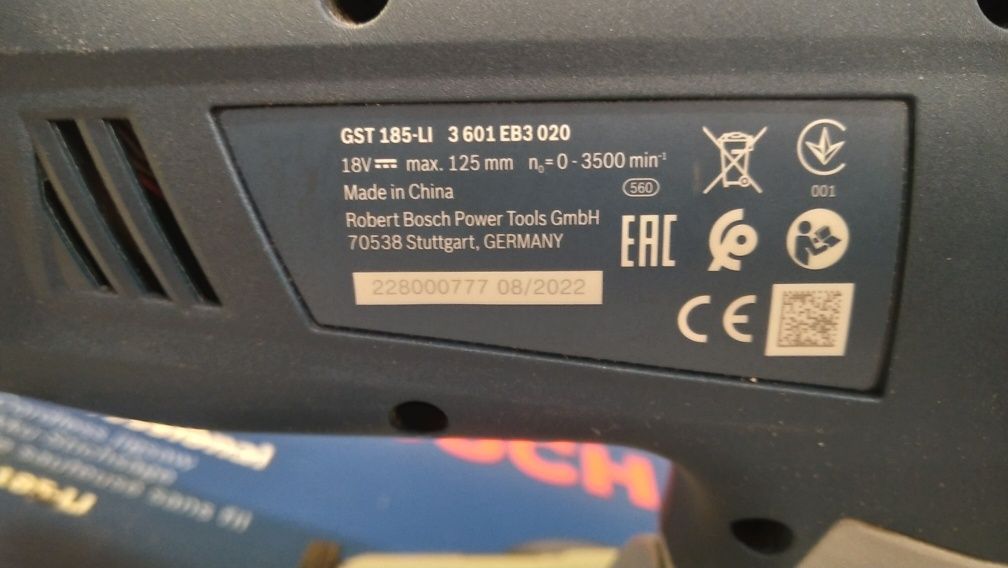 GST 185-LI 3 601 EB3 020
18V⎓ max. 125 mm n₀= 0 - 3500 min⁻¹
Made in China
560
001
Robert Bosch Power Tools GmbH
70538 Stuttgart, GERMANY
EAC
228000777 08/2022
CE